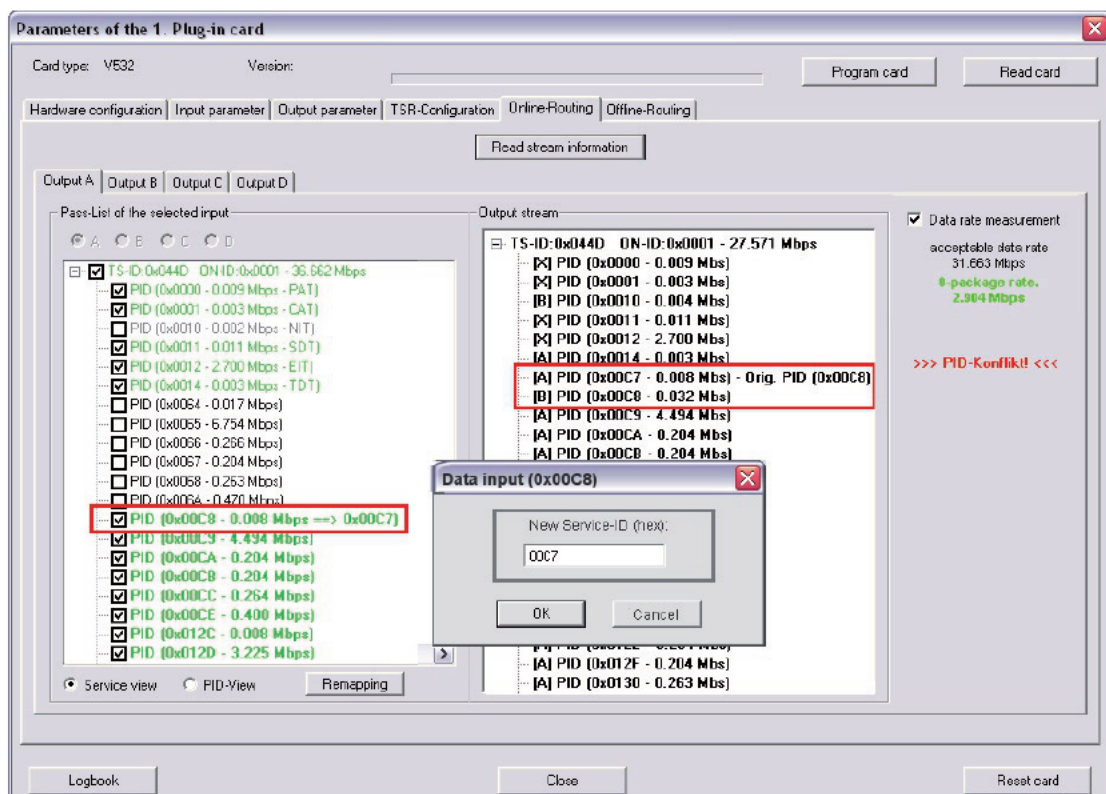 Parameters of the 1. Plug-in card
Card type: V532
Version:
Program card
Read card
Hardware configuration
Input parameter
Output parameter
TSR-Configuration
Online-Routing
Offline-Routing
Read stream information
Output A
Output B
Output C
Output D
Pass-List of the selected input
A B C D
TS-ID:0x044D ON-ID:0x0001 - 36.662 Mbps
PID (0x0000 - 0.009 Mbps - PAT)
PID (0x0001 - 0.003 Mbps - CAT)
PID (0x0010 - 0.002 Mbps - NIT)
PID (0x0011 - 0.011 Mbps - SDT)
PID (0x0012 - 2.700 Mbps - EIT)
PID (0x0014 - 0.003 Mbps - TDT)
PID (0x0064 - 0.017 Mbps)
PID (0x0065 - 6.754 Mbps)
PID (0x0066 - 0.266 Mbps)
PID (0x0067 - 0.204 Mbps)
PID (0x0068 - 0.263 Mbps)
PID (0x006A - 0.470 Mbps)
PID (0x00C8 - 0.008 Mbps ==> 0x00C7)
PID (0x00C9 - 4.494 Mbps)
PID (0x00CA - 0.204 Mbps)
PID (0x00CB - 0.204 Mbps)
PID (0x00CC - 0.264 Mbps)
PID (0x00CE - 0.400 Mbps)
PID (0x012C - 0.008 Mbps)
PID (0x012D - 3.225 Mbps)
Service view
PID-View
Remapping
Output stream
TS-ID:0x044D ON-ID:0x0001 - 27.571 Mbps
[X] PID (0x0000 - 0.009 Mbs)
[X] PID (0x0001 - 0.003 Mbs)
[B] PID (0x0010 - 0.004 Mbs)
[X] PID (0x0011 - 0.011 Mbs)
[X] PID (0x0012 - 2.700 Mbs)
[A] PID (0x0014 - 0.003 Mbs)
[A] PID (0x00C7 - 0.008 Mbs) - Orig. PID (0x00C8)
[B] PID (0x00C8 - 0.032 Mbs)
[A] PID (0x00C9 - 4.494 Mbs)
[A] PID (0x00CA - 0.204 Mbs)
[A] PID (0x00CB - 0.204 Mbs)
[A] PID (0x012F - 0.204 Mbs)
[A] PID (0x0130 - 0.263 Mbs)
Data input (0x00C8)
New Service-ID (hex):
00C7
OK
Cancel
Data rate measurement
acceptable data rate
31.663 Mbps
0-package rate.
2.904 Mbps
>>> PID-Konflikt! <<<
Logbook
Close
Reset card